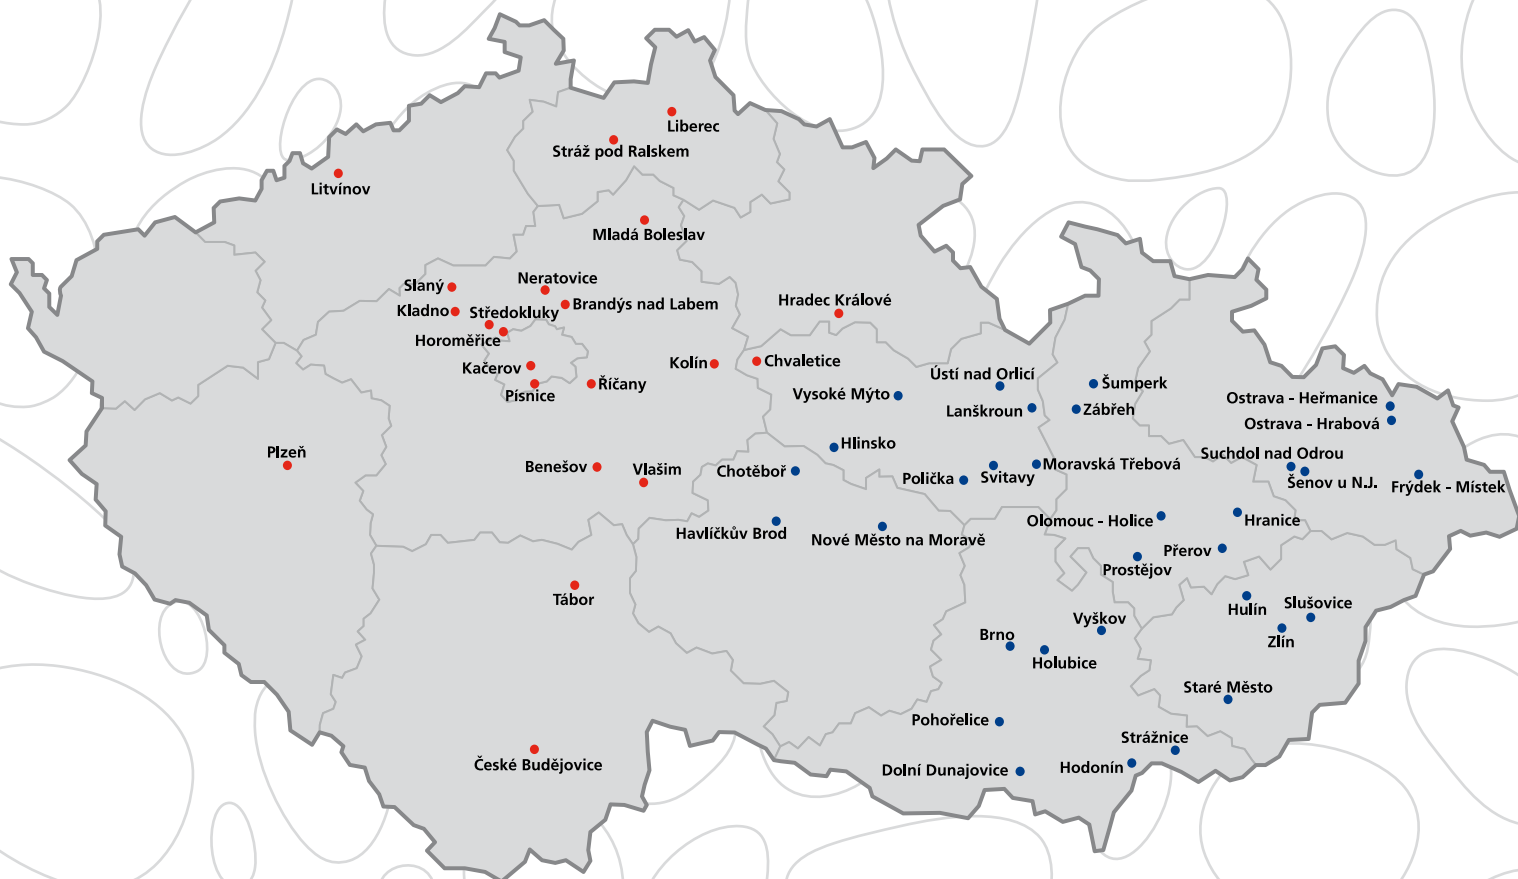 Liberec
Stráž pod Ralskem
Litvínov
Mladá Boleslav
Neratovice
Slaný
Brandýs nad Labem
Hradec Králové
Kladno
Středokluky
Horoměřice
Kolín
Chvaletice
Kačerov
Ústí nad Orlicí
Říčany
Šumperk
Písnice
Vysoké Mýto
Ostrava - Heřmanice
Lanškroun
Zábřeh
Ostrava - Hrabová
Hlinsko
Plzeň
Suchdol nad Odrou
Benešov
Vlašim
Chotěboř
Moravská Třebová
Polička
Svitavy
Šenov u N.J.
Frýdek - Místek
Olomouc - Holice
Hranice
Havlíčkův Brod
Nové Město na Moravě
Přerov
Prostějov
Tábor
Hulín
Slušovice
Vyškov
Brno
Zlín
Holubice
Staré Město
Pohořelice
Strážnice
České Budějovice
Dolní Dunajovice
Hodonín